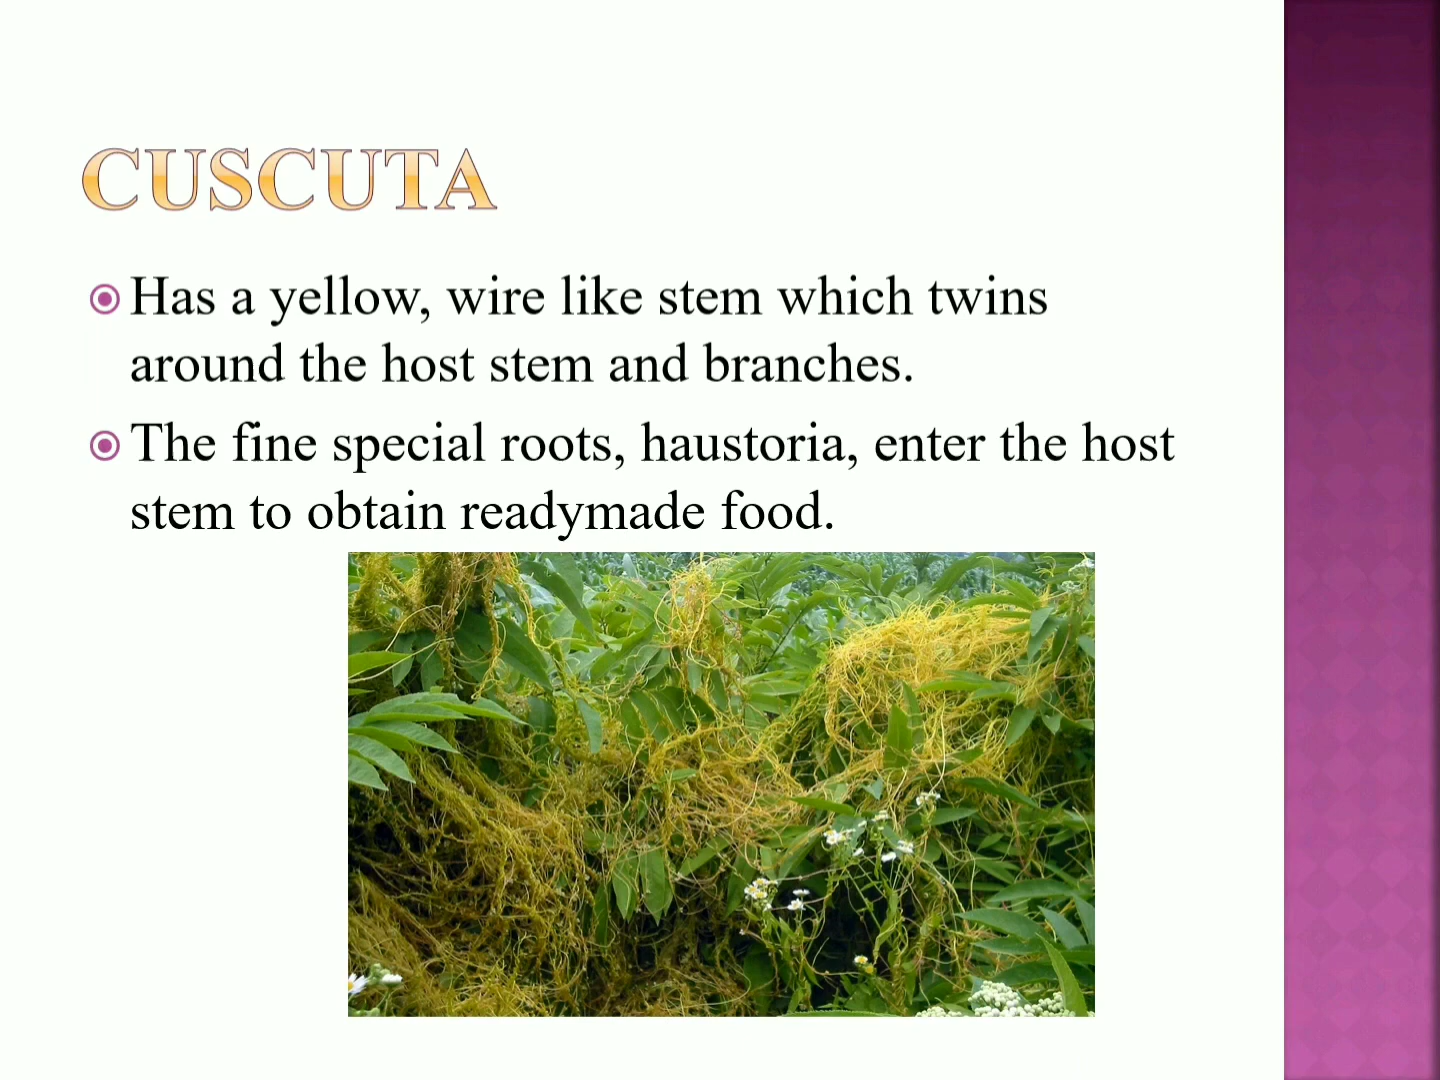 CUSCUTA
Has a yellow, wire like stem which twins
around the host stem and branches.
The fine special roots, haustoria, enter the host
stem to obtain readymade food.